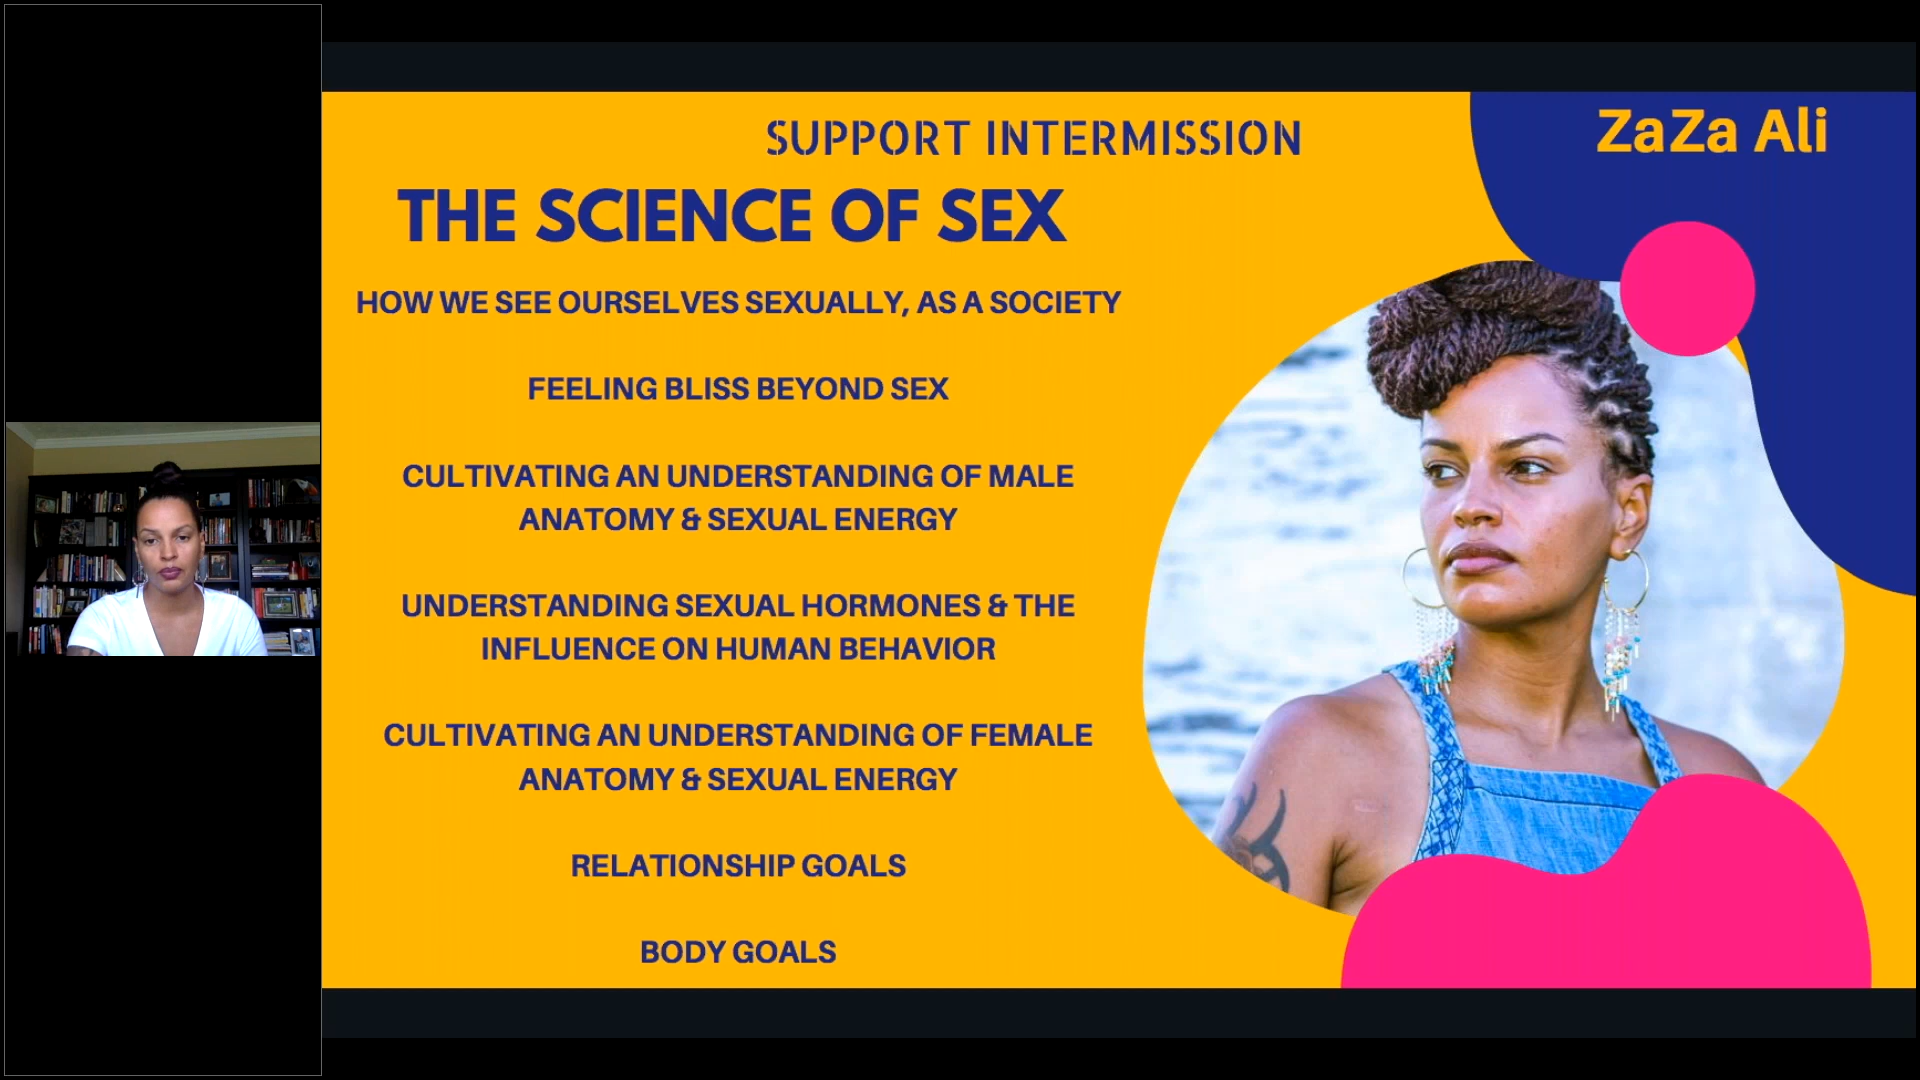 SUPPORT INTERMISSION
ZaZa Ali
THE SCIENCE OF SEX
HOW WE SEE OURSELVES SEXUALLY, AS A SOCIETY
FEELING BLISS BEYOND SEX
CULTIVATING AN UNDERSTANDING OF MALE
ANATOMY & SEXUAL ENERGY
UNDERSTANDING SEXUAL HORMONES & THE
INFLUENCE ON HUMAN BEHAVIOR
CULTIVATING AN UNDERSTANDING OF FEMALE
ANATOMY & SEXUAL ENERGY
RELATIONSHIP GOALS
BODY GOALS